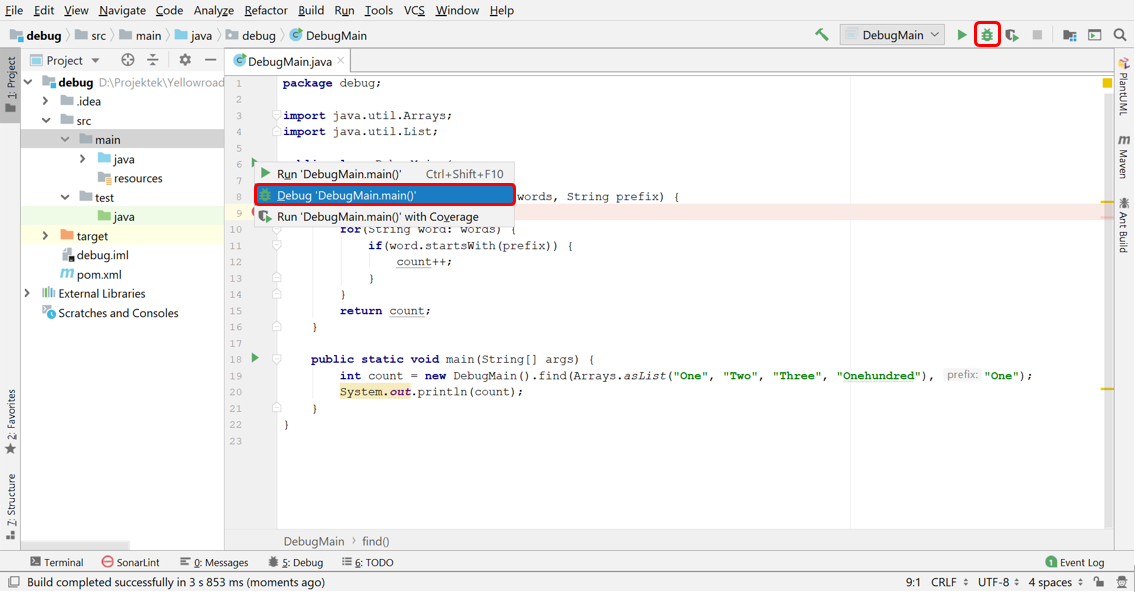 File Edit View Navigate Code Analyze Refactor Build Run Tools VCS Window Help
debug src main java debug DebugMain
DebugMain
1: Project
Project
DebugMain.java
debug D:\Projektek\Yellowroad
.idea
src
main
java
resources
test
java
target
debug.iml
pom.xml
External Libraries
Scratches and Consoles
1 package debug;
2
3 import java.util.Arrays;
4 import java.util.List;
5
6
Run 'DebugMain.main()' Ctrl+Shift+F10
Debug 'DebugMain.main()'
Run 'DebugMain.main()' with Coverage
8 words, String prefix) {
9
10 for(String word: words) {
11 if(word.startsWith(prefix)) {
12 count++;
13 }
14 }
15 return count;
16 }
17
18 public static void main(String[] args) {
19 int count = new DebugMain().find(Arrays.asList("One", "Two", "Three", "Onehundred"), prefix: "One");
20 System.out.println(count);
21 }
22 }
23
DebugMain find()
PlantUML
Maven
Ant Build
2: Favorites
7: Structure
Terminal SonarLint 0: Messages 5: Debug 6: TODO 1 Event Log
Build completed successfully in 3 s 853 ms (moments ago) 9:1 CRLF UTF-8 4 spaces